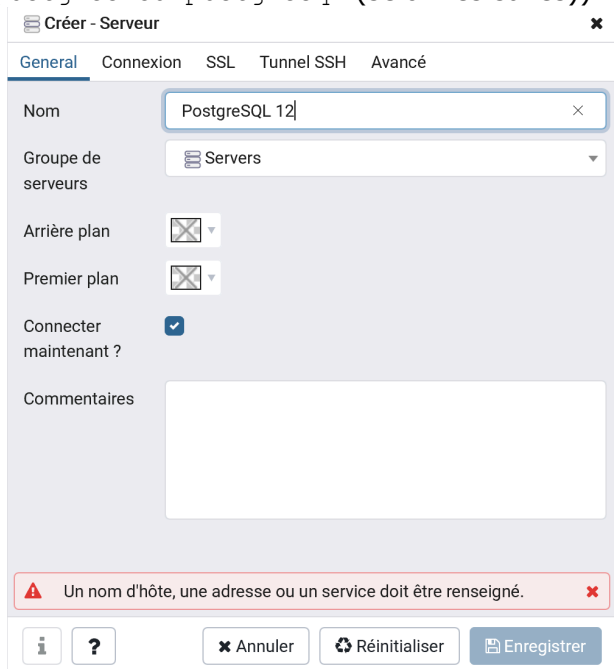 Créer - Serveur
General Connexion SSL Tunnel SSH Avancé
Nom PostgreSQL 12
Groupe de Servers
serveurs
Arrière plan
Premier plan
Connecter
maintenant ?
Commentaires
Un nom d'hôte, une adresse ou un service doit être renseigné.
i ? Annuler Réinitialiser Enregistrer